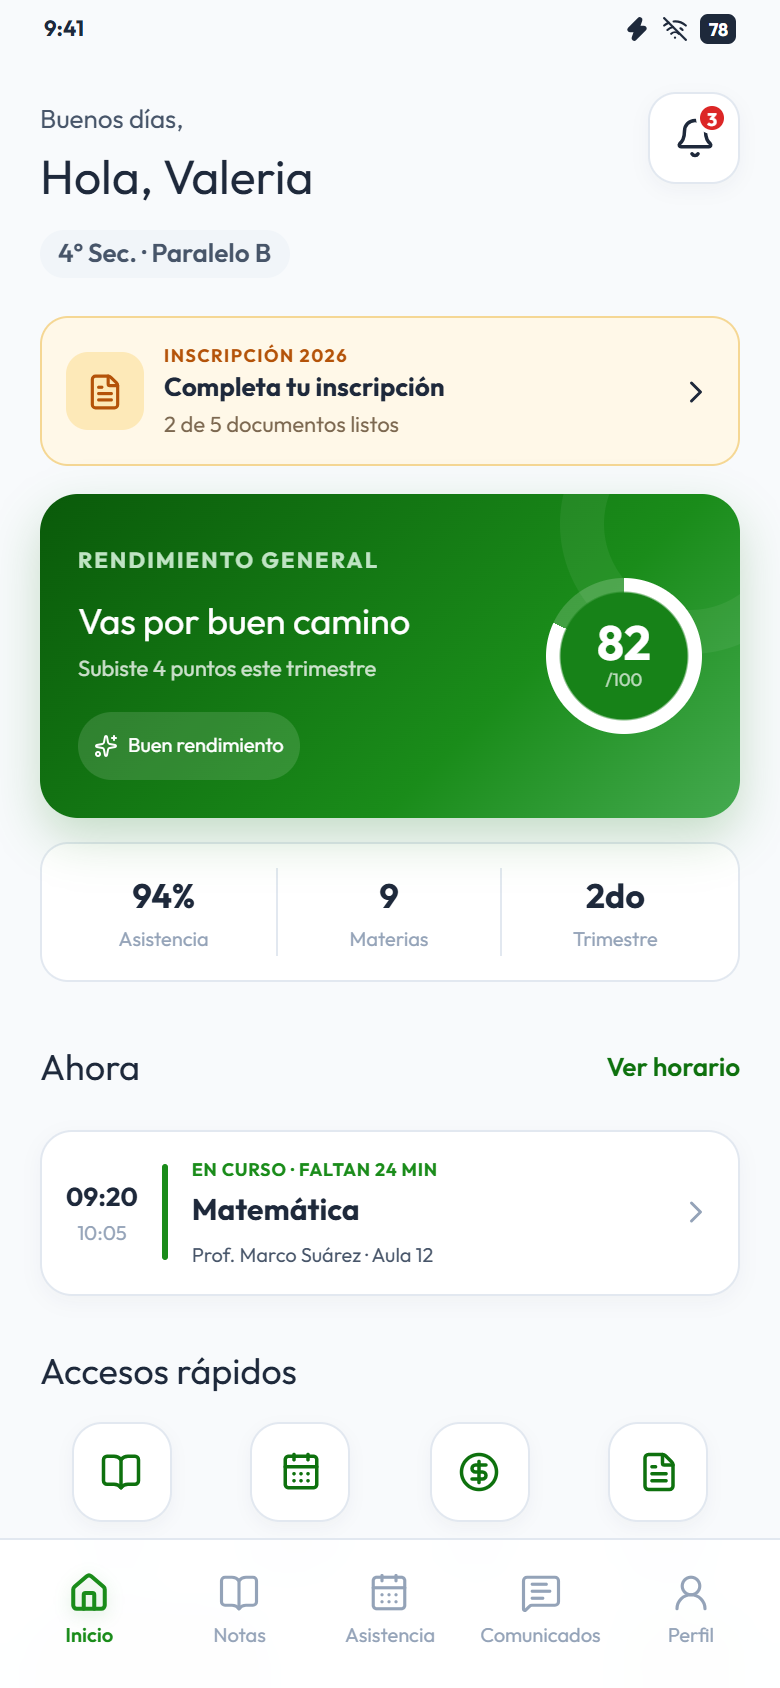 9:41
78
Buenos días,
3
Hola, Valeria
4° Sec. · Paralelo B
INSCRIPCIÓN 2026
Completa tu inscripción
2 de 5 documentos listos
RENDIMIENTO GENERAL
Vas por buen camino
Subiste 4 puntos este trimestre
82
/100
Buen rendimiento
94%
Asistencia
9
Materias
2do
Trimestre
Ahora
Ver horario
09:20
10:05
EN CURSO · FALTAN 24 MIN
Matemática
Prof. Marco Suárez · Aula 12
Accesos rápidos
Inicio
Notas
Asistencia
Comunicados
Perfil